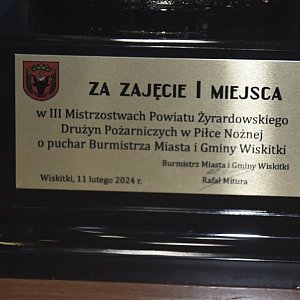 ZA ZAJĘCIE I MIEJSCA
w III Mistrzostwach Powiatu Żyrardowskiego
Drużyn Pożarniczych w Piłce Nożnej
o puchar Burmistrza Miasta i Gminy Wiskitki
Burmistrz Miasta i Gminy Wiskitki
Wiskitki, 11 lutego 2024 r.
Rafał Mitura